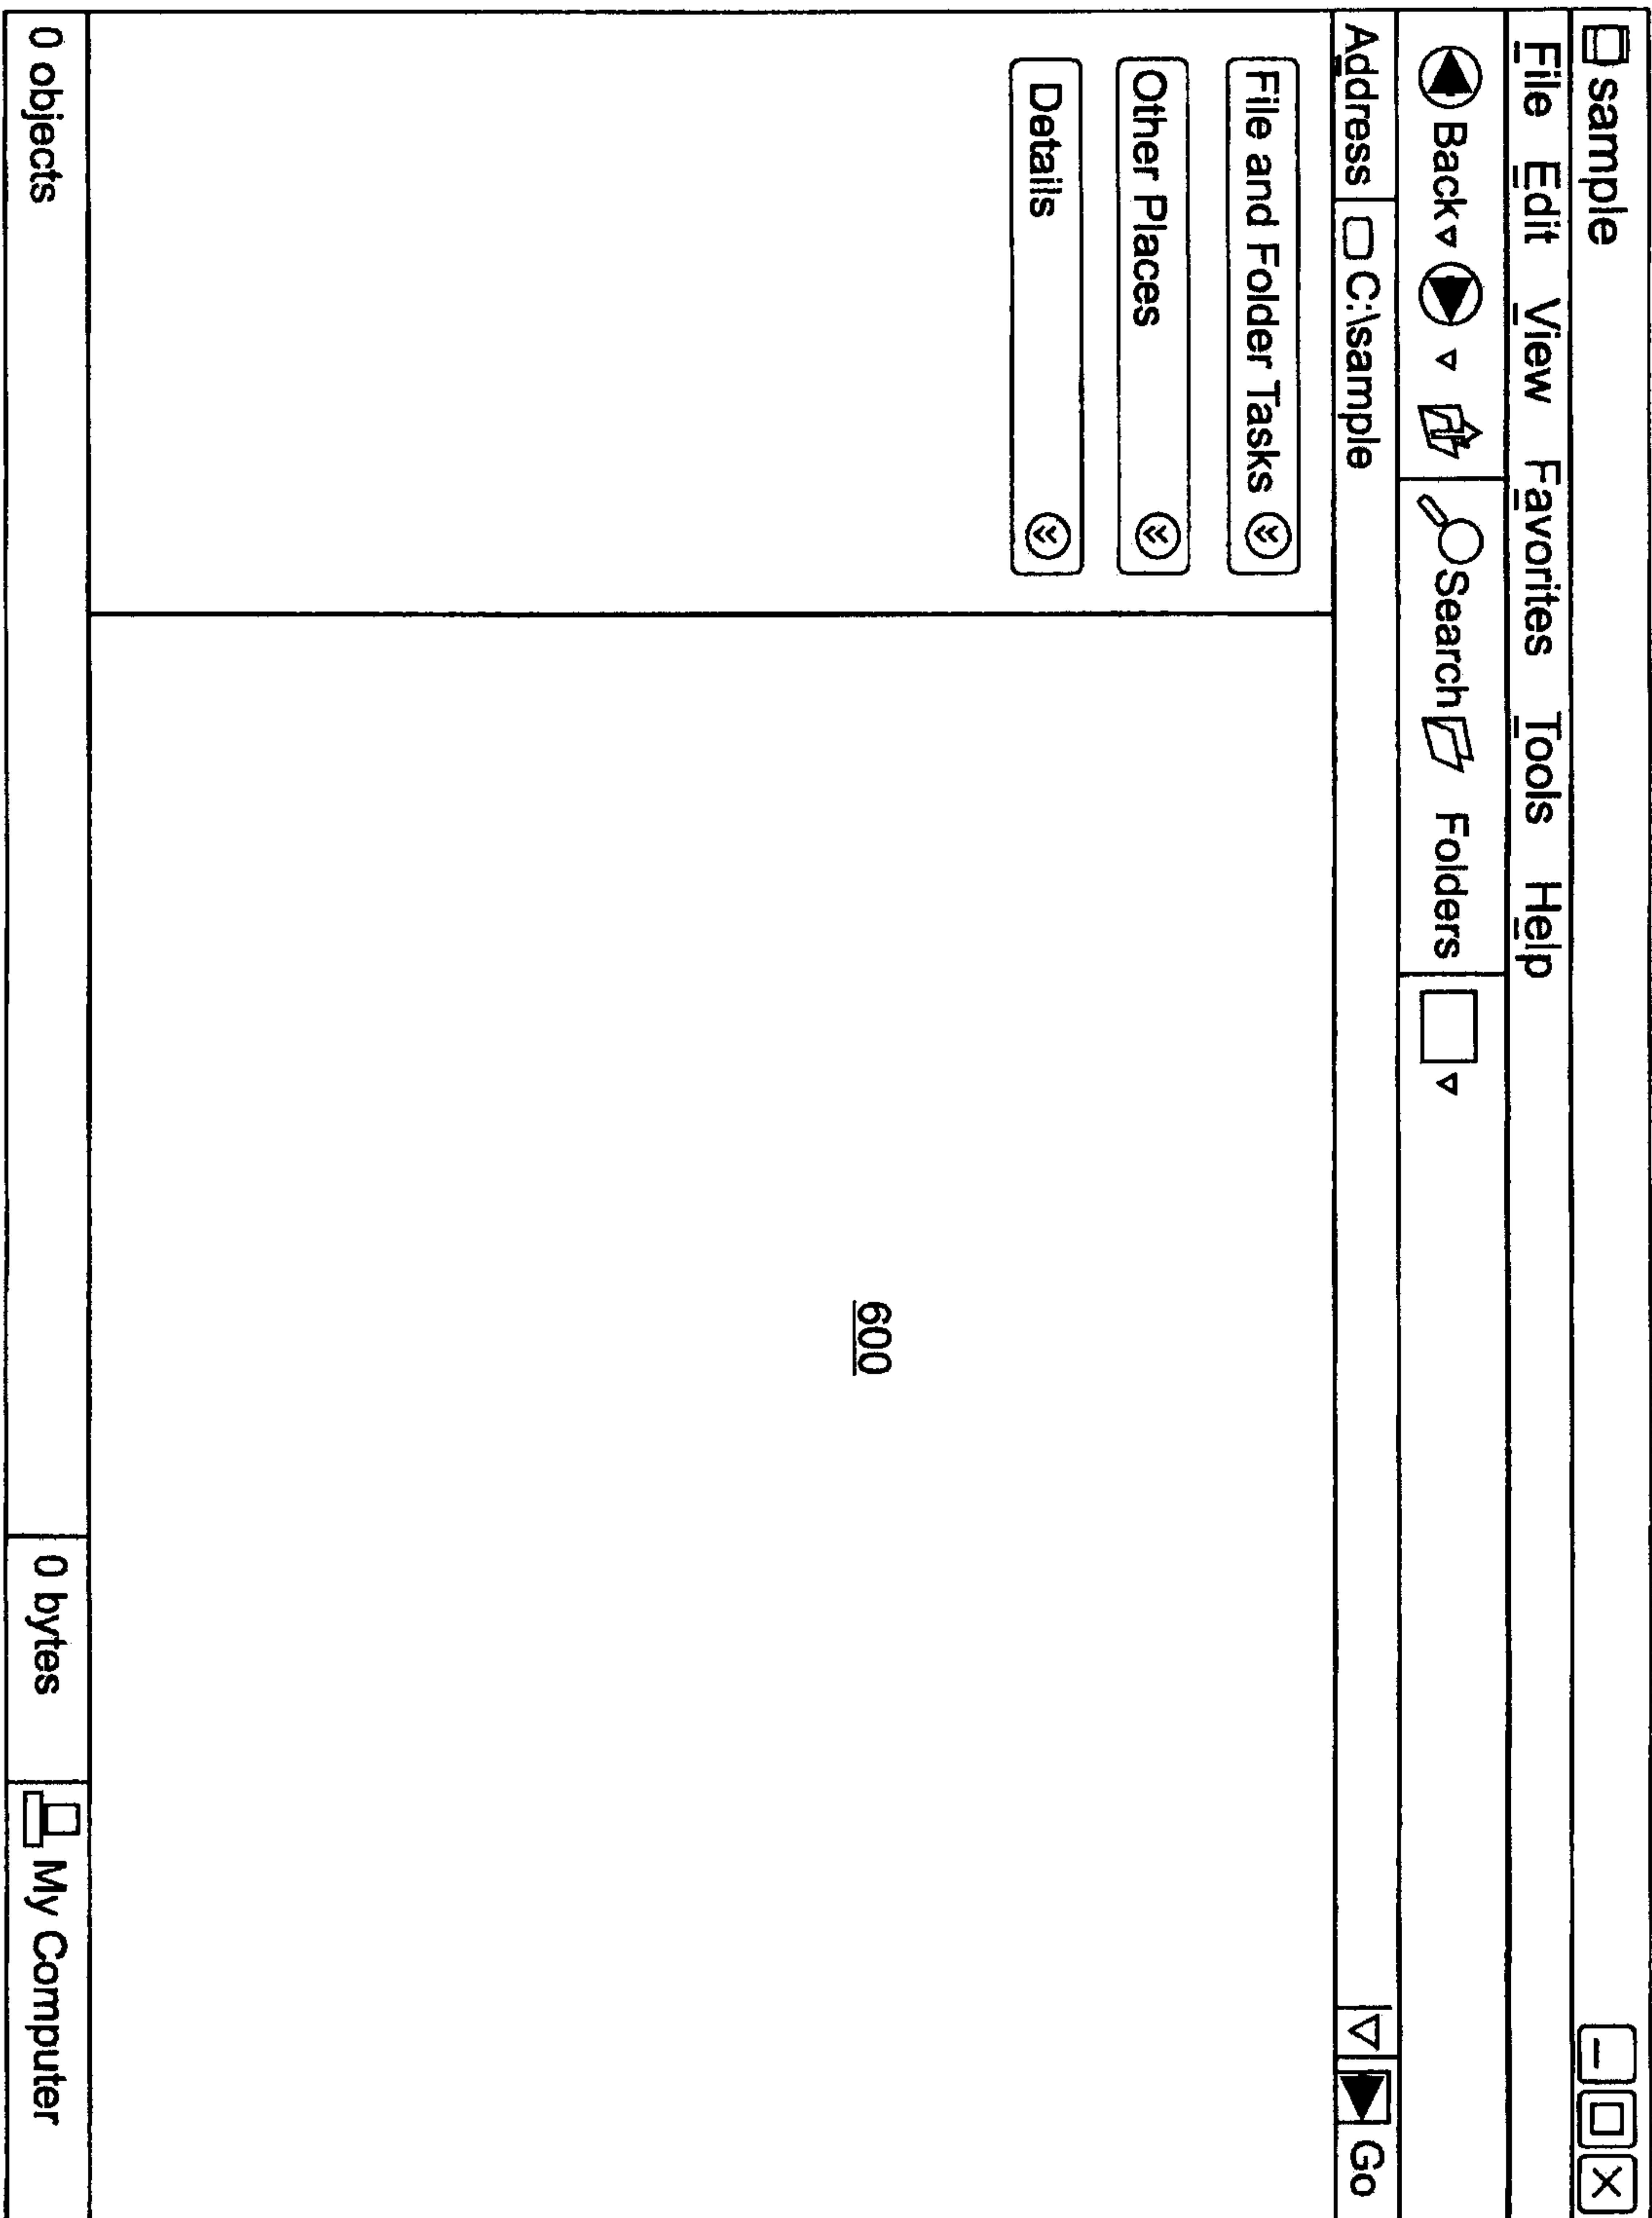 sample
File Edit View Favorites Tools Help
Back Search Folders
Address C:\sample Go
File and Folder Tasks
Other Places
Details
600
0 objects 0 bytes My Computer